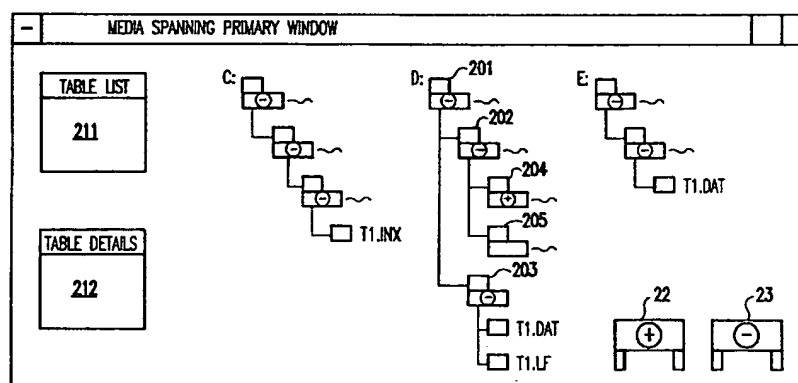 MEDIA SPANNING PRIMARY WINDOW
TABLE LIST
211
TABLE DETAILS
212
C:
T1.INX
D:
201
202
204
205
203
T1.DAT
T1.LF
E:
T1.DAT
22
23